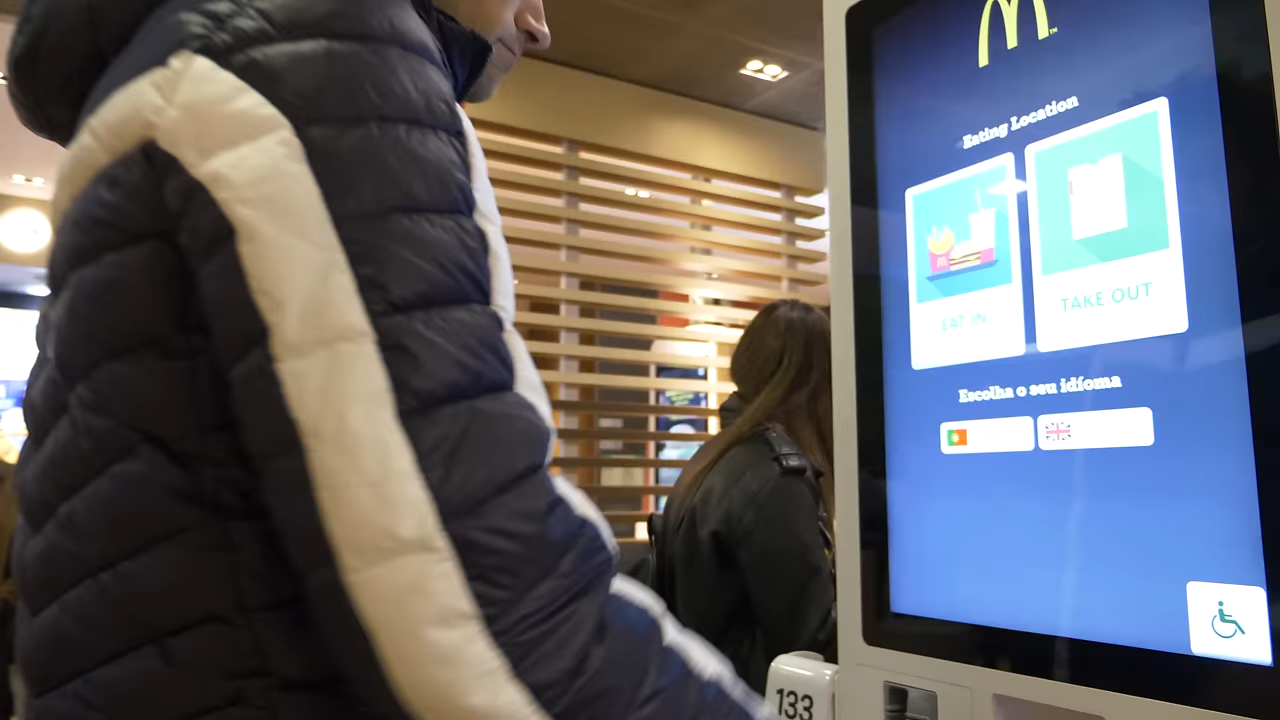 Eating Location
EAT IN
TAKE OUT
Escolha o seu idioma
133